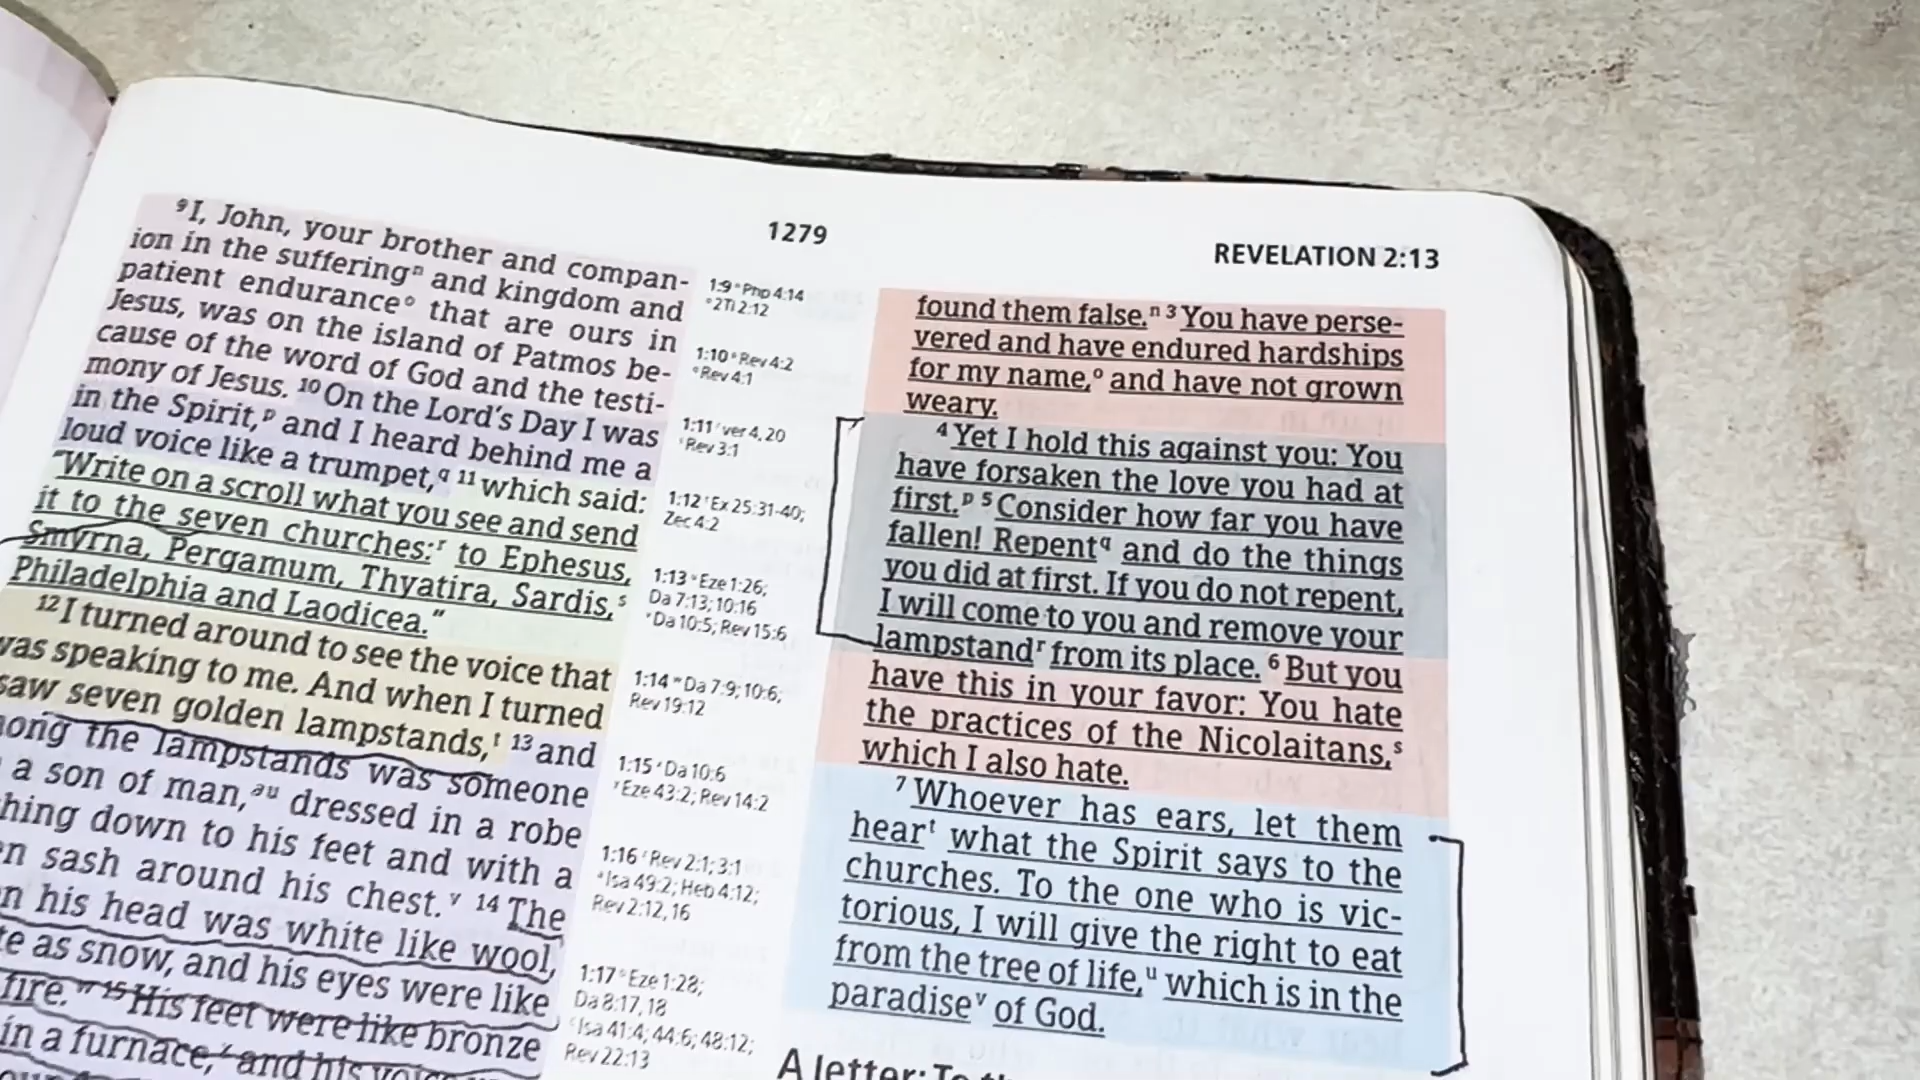 1279
REVELATION 2:13
⁹I, John, your brother and compan-
ion in the sufferingⁿ and kingdom and
patient enduranceᵒ that are ours in
Jesus, was on the island of Patmos be-
cause of the word of God and the testi-
mony of Jesus. ¹⁰On the Lord's Day I was
in the Spirit,ᵖ and I heard behind me a
loud voice like a trumpet,q ¹¹which said:
"Write on a scroll what you see and send
it to the seven churches:ʳ to Ephesus,
Smyrna, Pergamum, Thyatira, Sardis,ˢ
Philadelphia and Laodicea."
¹²I turned around to see the voice that
was speaking to me. And when I turned
saw seven golden lampstands,ᵗ ¹³and
the lampstands was someone
a son of man,ᵃᵘ dressed in a robe
down to his feet and with a
sash around his chest.ᵛ ¹⁴The
on his head was white like wool,
as snow, and his eyes were like
fire.ʷ ¹⁵His feet were like bronze
in a furnace, and his
1:9 Php 4:14
2Ti 2:12
1:10 Rev 4:2
Rev 4:1
1:11 ver 4, 20
Rev 3:1
1:12 Ex 25:31-40;
Zec 4:2
1:13 Eze 1:26;
Da 7:13; 10:16
Da 10:5; Rev 15:6
1:14 Da 7:9; 10:6;
Rev 19:12
1:15 Da 10:6
Eze 43:2; Rev 14:2
1:16 Rev 2:1; 3:1
Isa 49:2; Heb 4:12;
Rev 2:12, 16
1:17 Eze 1:28;
Da 8:17, 18
Isa 41:4; 44:6; 48:12;
Rev 22:13
found them false.ⁿ ³You have perse-
vered and have endured hardships
for my name,ᵒ and have not grown
weary.
⁴Yet I hold this against you: You
have forsaken the love you had at
first.ᵖ ⁵Consider how far you have
fallen! Repentq and do the things
you did at first. If you do not repent,
I will come to you and remove your
lampstandʳ from its place. ⁶But you
have this in your favor: You hate
the practices of the Nicolaitans,ˢ
which I also hate.
⁷Whoever has ears, let them
hearᵗ what the Spirit says to the
churches. To the one who is vic-
torious, I will give the right to eat
from the tree of life,ᵘ which is in the
paradiseᵛ of God.
A letter: To